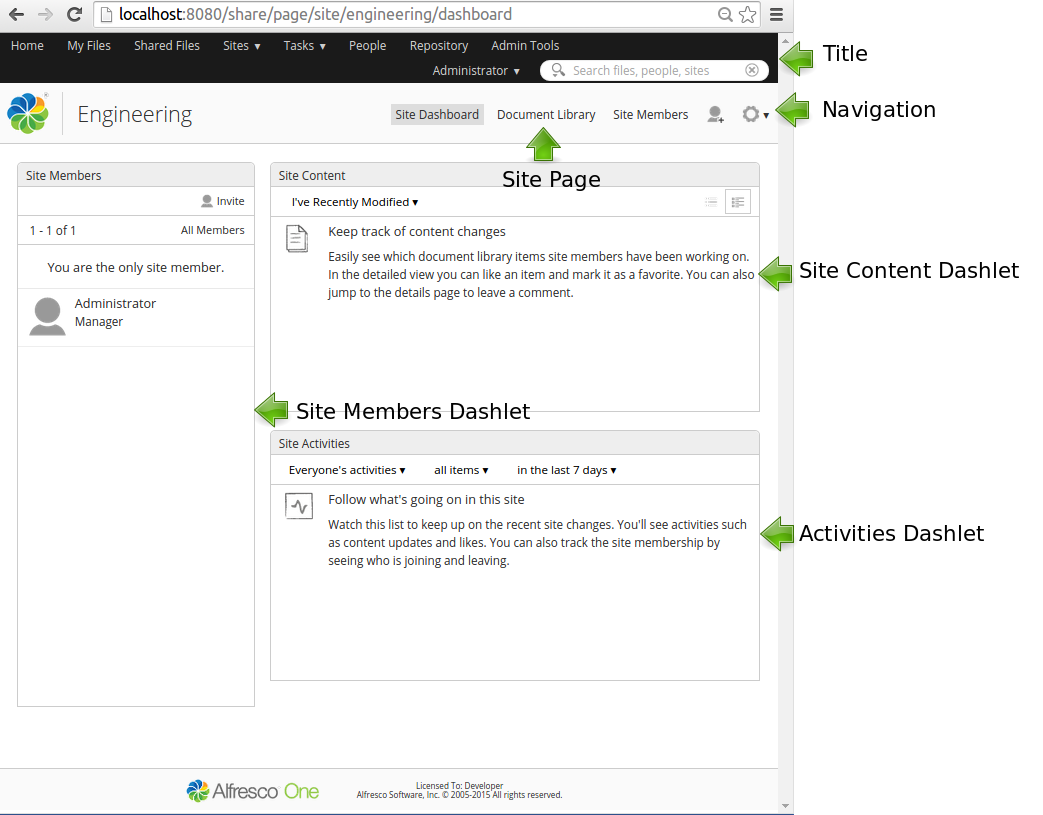 localhost:8080/share/page/site/engineering/dashboard
Home My Files Shared Files Sites ▾ Tasks ▾ People Repository Admin Tools
Administrator ▾ Search files, people, sites
Title
Engineering
Site Dashboard Document Library Site Members
Navigation
Site Page
Site Members
Invite
1 - 1 of 1 All Members
You are the only site member.
Administrator
Manager
Site Members Dashlet
Site Content
I've Recently Modified ▾
Keep track of content changes
Easily see which document library items site members have been working on.
In the detailed view you can like an item and mark it as a favorite. You can also
jump to the details page to leave a comment.
Site Content Dashlet
Site Activities
Everyone's activities ▾ all items ▾ in the last 7 days ▾
Follow what's going on in this site
Watch this list to keep up on the recent site changes. You'll see activities such
as content updates and likes. You can also track the site membership by
seeing who is joining and leaving.
Activities Dashlet
Alfresco One
Licensed To: Developer
Alfresco Software, Inc. © 2005-2015 All rights reserved.